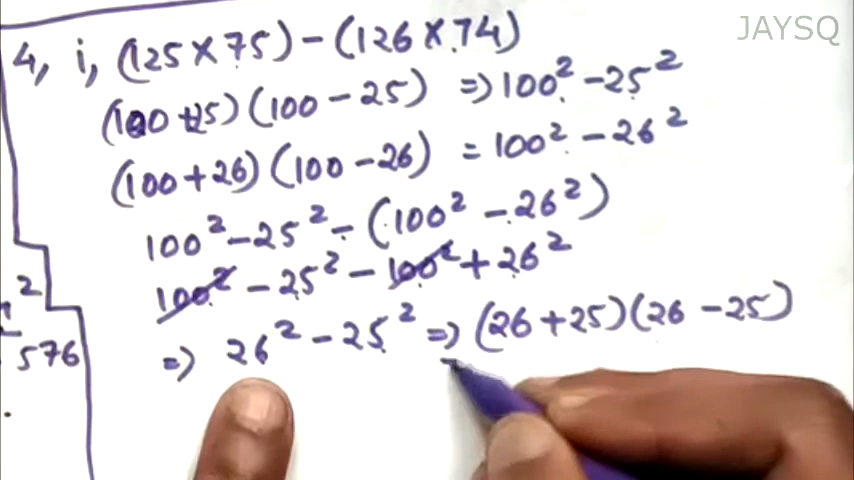 JAYSQ
4, i, (125 × 75) - (126 × 74)
(100 + 25) (100 - 25) ⇒ 100² - 25²
(100 + 26) (100 - 26) = 100² - 26²
100² - 25² - (100² - 26²)
100² - 25² - 100² + 26²
⇒ 26² - 25² ⇒ (26 + 25) (26 - 25)
2
576